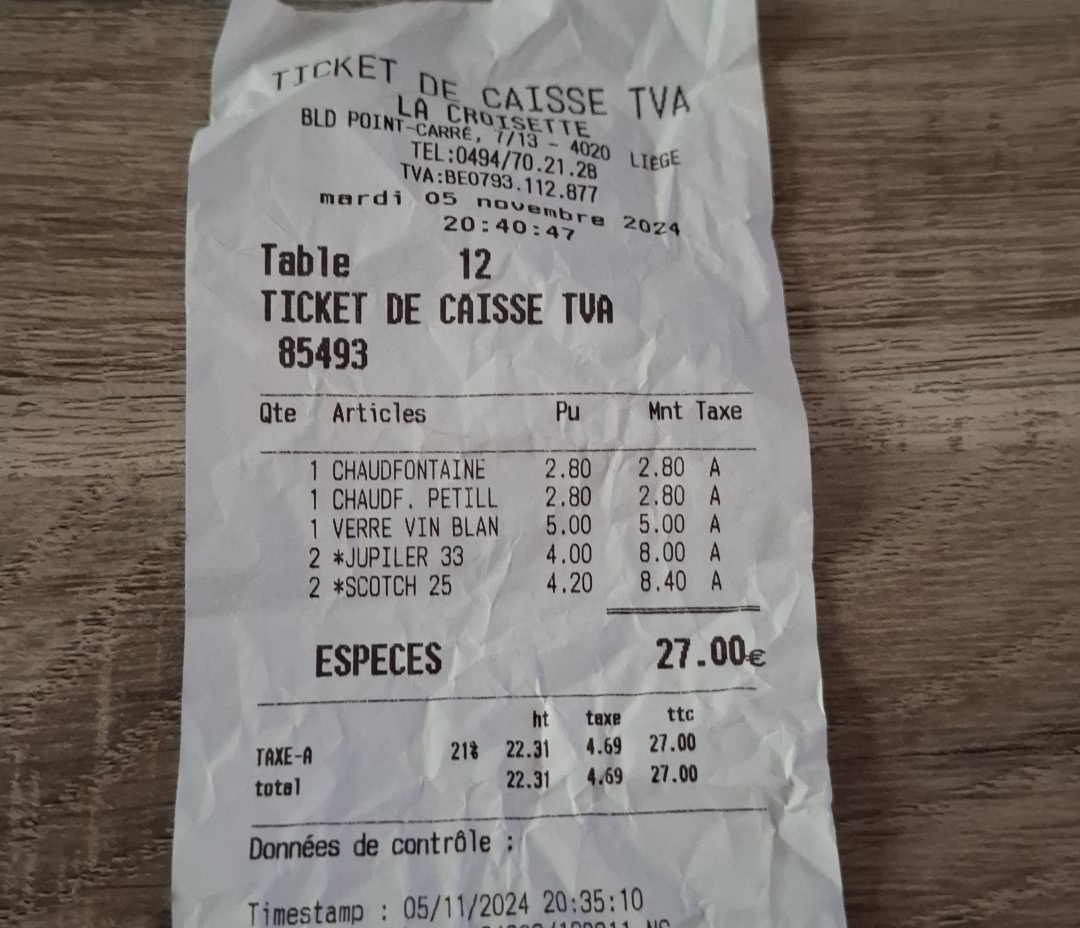 TICKET DE CAISSE TVA
LA CROISETTE
BLD POINT-CARRÉ, 7/13 - 4020 LIEGE
TEL:0494/70.21.28
TVA:BE0793.112.877
mardi 05 novembre 2024
20:40:47
Table 12
TICKET DE CAISSE TVA
85493
Qte Articles Pu Mnt Taxe
1 CHAUDFONTAINE 2.80 2.80 A
1 CHAUDF. PETILL 2.80 2.80 A
1 VERRE VIN BLAN 5.00 5.00 A
2 *JUPILER 33 4.00 8.00 A
2 *SCOTCH 25 4.20 8.40 A
ESPECES 27.00€
ht taxe ttc
TAXE-A 21% 22.31 4.69 27.00
total 22.31 4.69 27.00
Données de contrôle :
Timestamp : 05/11/2024 20:35:10